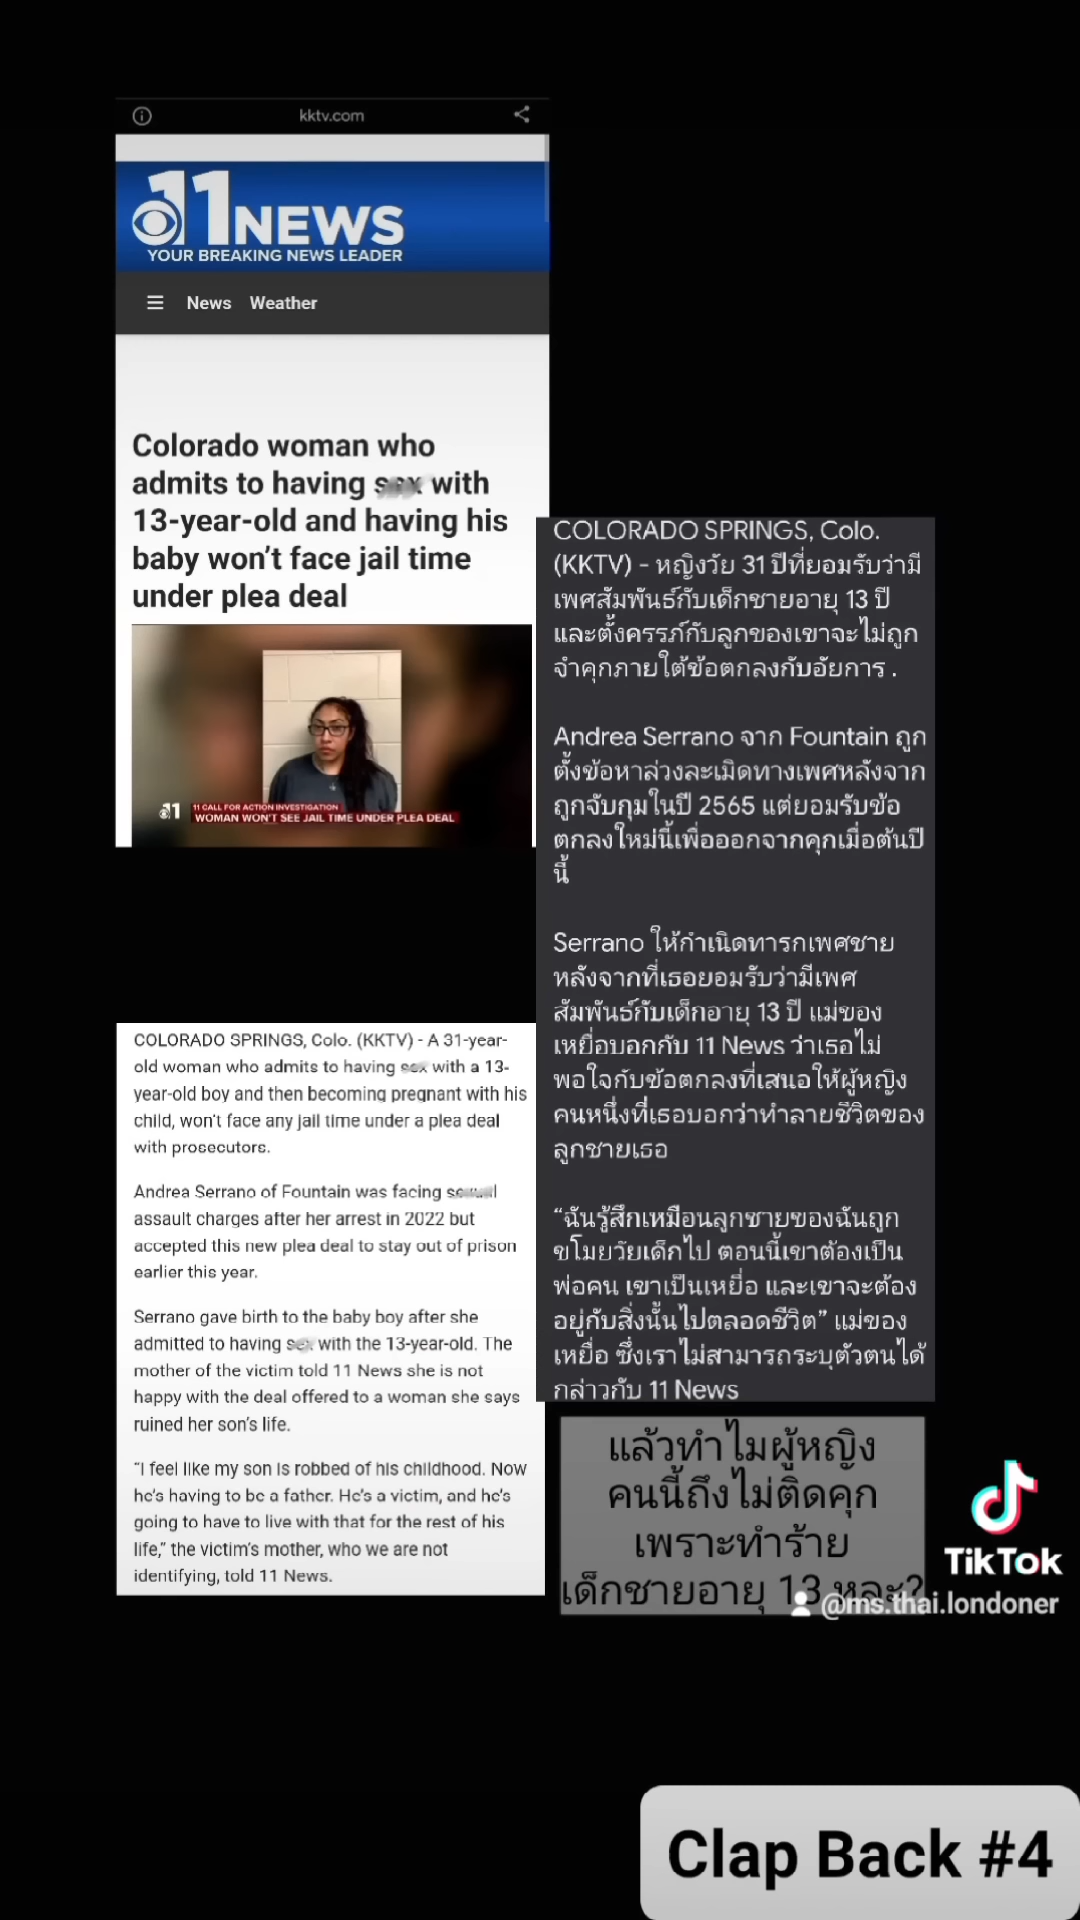 kktv.com
11 NEWS
YOUR BREAKING NEWS LEADER
News Weather
Colorado woman who
admits to having sex with
13-year-old and having his
baby won't face jail time
under plea deal
11 CALL FOR ACTION INVESTIGATION
11 WOMAN WON'T SEE JAIL TIME UNDER PLEA DEAL
COLORADO SPRINGS, Colo. (KKTV) - A 31-year-
old woman who admits to having sex with a 13-
year-old boy and then becoming pregnant with his
child, won't face any jail time under a plea deal
with prosecutors.
Andrea Serrano of Fountain was facing sexual
assault charges after her arrest in 2022 but
accepted this new plea deal to stay out of prison
earlier this year.
Serrano gave birth to the baby boy after she
admitted to having sex with the 13-year-old. The
mother of the victim told 11 News she is not
happy with the deal offered to a woman she says
ruined her son's life.
"I feel like my son is robbed of his childhood. Now
he's having to be a father. He's a victim, and he's
going to have to live with that for the rest of his
life," the victim's mother, who we are not
identifying, told 11 News.
COLORADO SPRINGS, Colo.
(KKTV) - หญิงวัย 31 ปีที่ยอมรับว่ามี
เพศสัมพันธ์กับเด็กชายอายุ 13 ปี
และตั้งครรภ์กับลูกของเขาจะไม่ถูก
จำคุกภายใต้ข้อตกลงกับอัยการ .
Andrea Serrano จาก Fountain ถูก
ตั้งข้อหาล่วงละเมิดทางเพศหลังจาก
ถูกจับกุมในปี 2565 แต่ยอมรับข้อ
ตกลงใหม่นี้เพื่อออกจากคุกเมื่อต้นปี
นี้
Serrano ให้กำเนิดทารกเพศชาย
หลังจากที่เธอยอมรับว่ามีเพศ
สัมพันธ์กับเด็กอายุ 13 ปี แม่ของ
เหยื่อบอกกับ 11 News ว่าเธอไม่
พอใจกับข้อตกลงที่เสนอให้ผู้หญิง
คนหนึ่งที่เธอบอกว่าทำลายชีวิตของ
ลูกชายเธอ
"ฉันรู้สึกเหมือนลูกชายของฉันถูก
ขโมยวัยเด็กไป ตอนนี้เขาต้องเป็น
พ่อคน เขาเป็นเหยื่อ และเขาจะต้อง
อยู่กับสิ่งนั้นไปตลอดชีวิต" แม่ของ
เหยื่อ ซึ่งเราไม่สามารถระบุตัวตนได้
กล่าวกับ 11 News
แล้วทำไมผู้หญิง
คนนี้ถึงไม่ติดคุก
เพราะทำร้าย
เด็กชายอายุ 13 หละ?
TikTok
@ms.thai.londoner
Clap Back #4